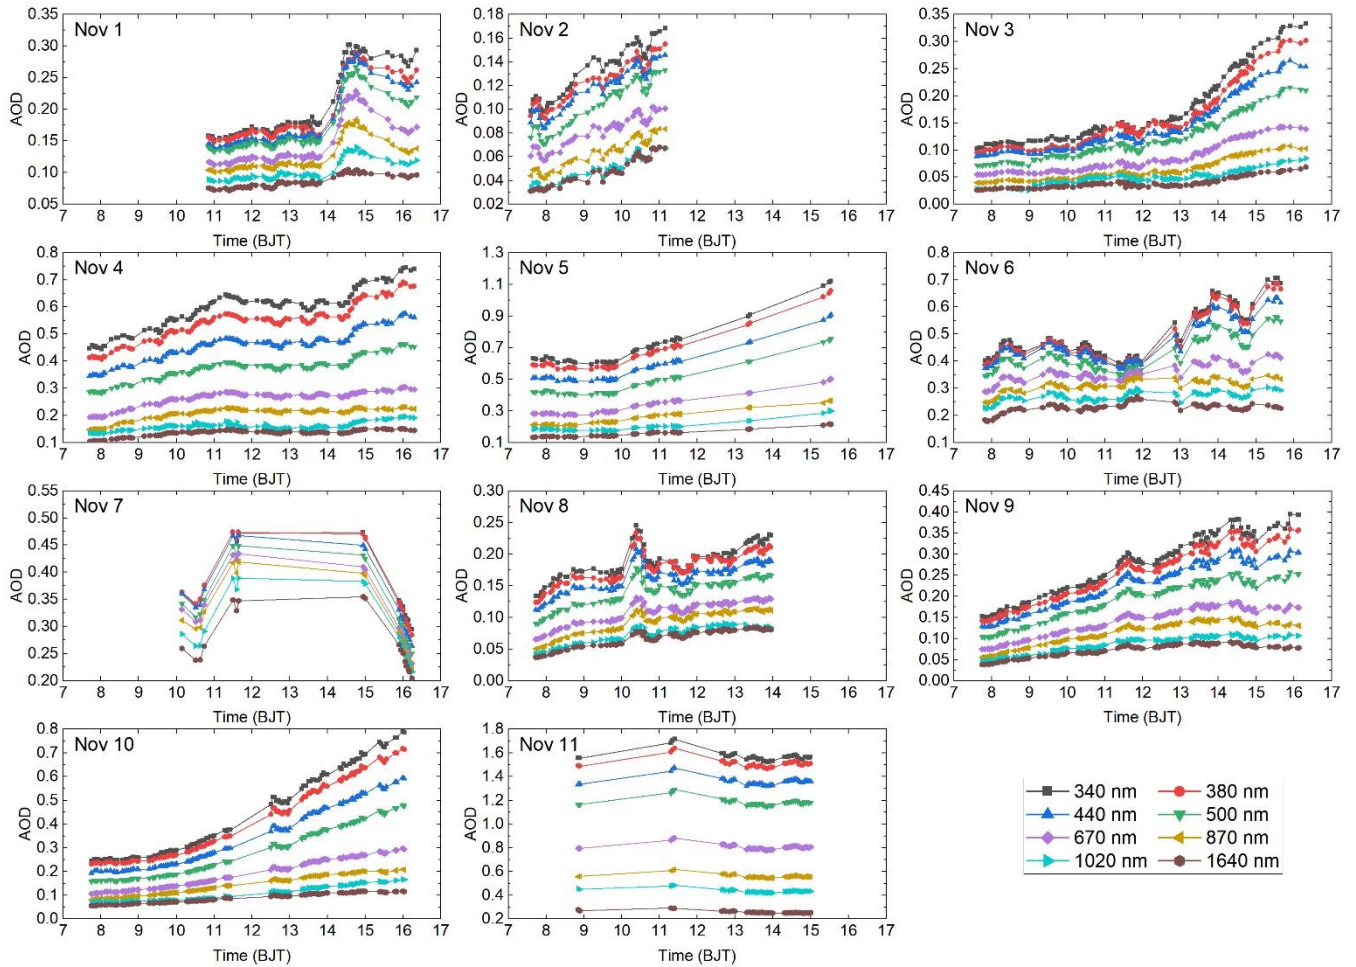 Nov 1
AOD
0.30
0.25
0.20
0.15
0.10
0.05
7 8 9 10 11 12 13 14 15 16 17
Time (BJT)
Nov 2
AOD
0.18
0.16
0.14
0.12
0.10
0.08
0.06
0.04
0.02
7 8 9 10 11 12 13 14 15 16 17
Time (BJT)
Nov 3
AOD
0.35
0.30
0.25
0.20
0.15
0.10
0.05
0.00
7 8 9 10 11 12 13 14 15 16 17
Time (BJT)
Nov 4
AOD
0.8
0.7
0.6
0.5
0.4
0.3
0.2
0.1
7 8 9 10 11 12 13 14 15 16 17
Time (BJT)
Nov 5
AOD
1.3
1.1
0.9
0.7
0.5
0.3
0.1
7 8 9 10 11 12 13 14 15 16 17
Time (BJT)
Nov 6
AOD
0.8
0.7
0.6
0.5
0.4
0.3
0.2
0.1
7 8 9 10 11 12 13 14 15 16 17
Time (BJT)
Nov 7
AOD
0.55
0.50
0.45
0.40
0.35
0.30
0.25
0.20
7 8 9 10 11 12 13 14 15 16 17
Time (BJT)
Nov 8
AOD
0.30
0.25
0.20
0.15
0.10
0.05
0.00
7 8 9 10 11 12 13 14 15 16 17
Time (BJT)
Nov 9
AOD
0.45
0.40
0.35
0.30
0.25
0.20
0.15
0.10
0.05
0.00
7 8 9 10 11 12 13 14 15 16 17
Time (BJT)
Nov 10
AOD
0.8
0.7
0.6
0.5
0.4
0.3
0.2
0.1
0.0
7 8 9 10 11 12 13 14 15 16 17
Time (BJT)
Nov 11
AOD
1.8
1.6
1.4
1.2
1.0
0.8
0.6
0.4
0.2
7 8 9 10 11 12 13 14 15 16 17
Time (BJT)
340 nm 380 nm
440 nm 500 nm
670 nm 870 nm
1020 nm 1640 nm